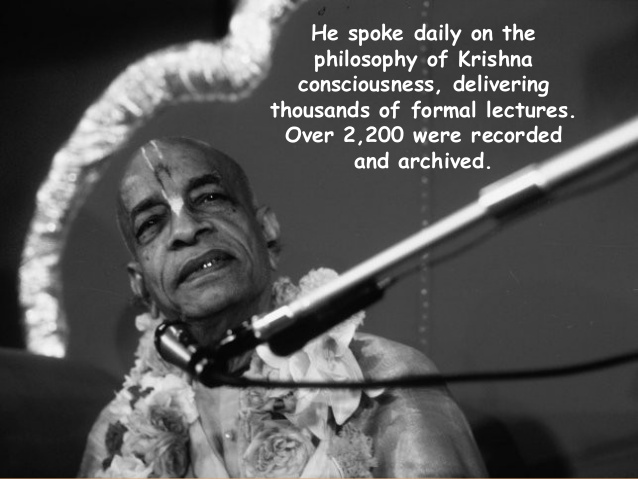 He spoke daily on the
philosophy of Krishna
consciousness, delivering
thousands of formal lectures.
Over 2,200 were recorded
and archived.